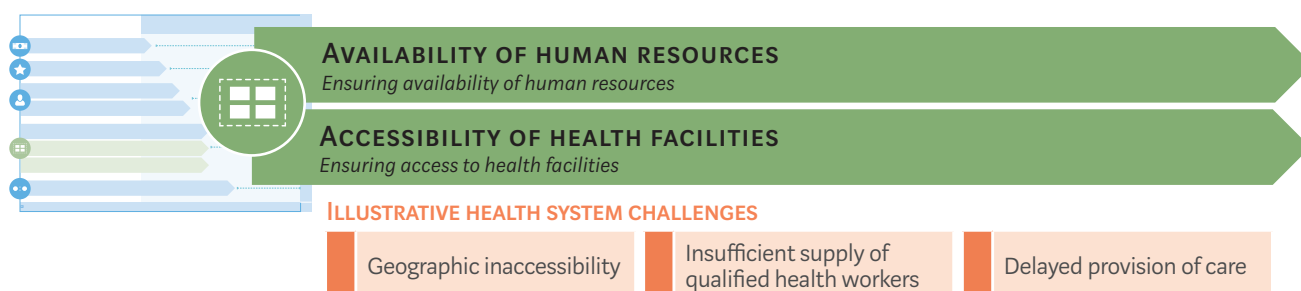 AVAILABILITY OF HUMAN RESOURCES
Ensuring availability of human resources
ACCESSIBILITY OF HEALTH FACILITIES
Ensuring access to health facilities
ILLUSTRATIVE HEALTH SYSTEM CHALLENGES
Geographic inaccessibility
Insufficient supply of
qualified health workers
Delayed provision of care